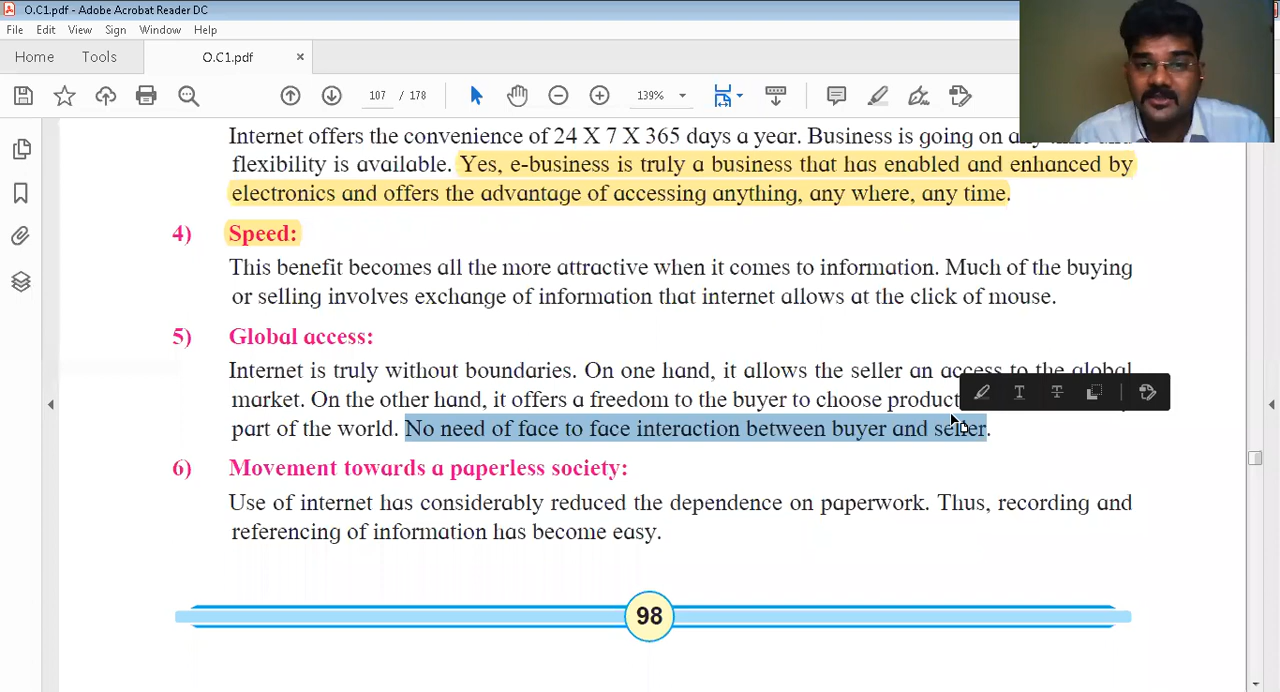 O.C1.pdf - Adobe Acrobat Reader DC
File Edit View Sign Window Help
Home Tools O.C1.pdf ×
107 / 178 139%
Internet offers the convenience of 24 X 7 X 365 days a year. Business is going on any time and
flexibility is available. Yes, e-business is truly a business that has enabled and enhanced by
electronics and offers the advantage of accessing anything, any where, any time.
4) Speed:
This benefit becomes all the more attractive when it comes to information. Much of the buying
or selling involves exchange of information that internet allows at the click of mouse.
5) Global access:
Internet is truly without boundaries. On one hand, it allows the seller an access to the global
market. On the other hand, it offers a freedom to the buyer to choose product
part of the world. No need of face to face interaction between buyer and seller.
6) Movement towards a paperless society:
Use of internet has considerably reduced the dependence on paperwork. Thus, recording and
referencing of information has become easy.
98